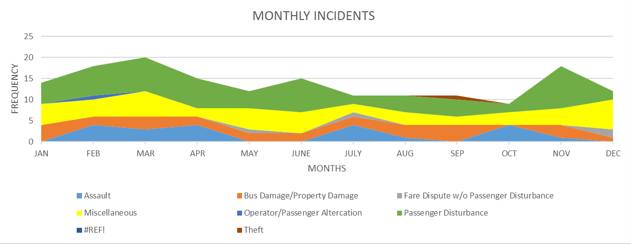 MONTHLY INCIDENTS
25
20
15
10
5
0
FREQUENCY
JAN FEB MAR APR MAY JUNE JULY AUG SEP OCT NOV DEC
MONTHS
Assault Bus Damage/Property Damage Fare Dispute w/o Passenger Disturbance
Miscellaneous Operator/Passenger Altercation Passenger Disturbance
#REF! Theft